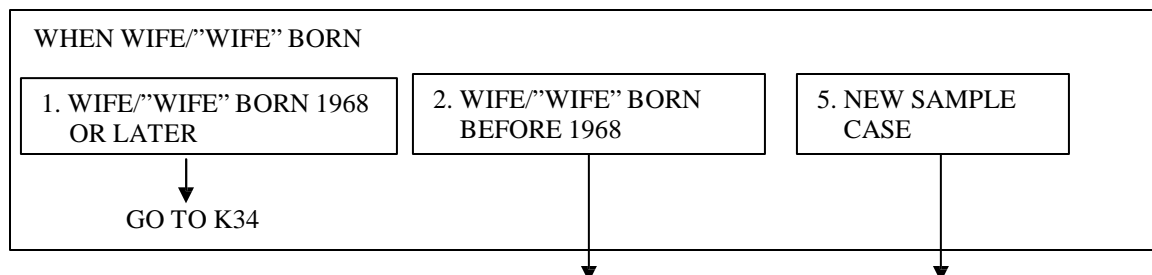 WHEN WIFE/”WIFE” BORN
1. WIFE/”WIFE” BORN 1968
OR LATER
2. WIFE/”WIFE” BORN
BEFORE 1968
5. NEW SAMPLE
CASE
GO TO K34